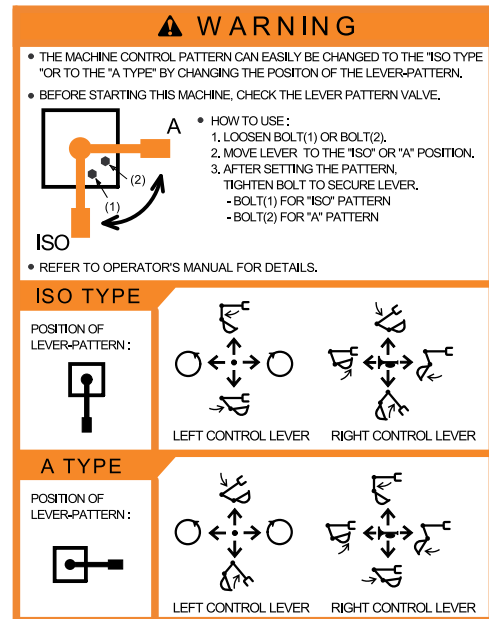 WARNING
• THE MACHINE CONTROL PATTERN CAN EASILY BE CHANGED TO THE "ISO TYPE
"OR TO THE "A TYPE" BY CHANGING THE POSITON OF THE LEVER-PATTERN.
• BEFORE STARTING THIS MACHINE, CHECK THE LEVER PATTERN VALVE.
A
(2)
(1)
ISO
• HOW TO USE :
1. LOOSEN BOLT(1) OR BOLT(2).
2. MOVE LEVER TO THE "ISO" OR "A" POSITION.
3. AFTER SETTING THE PATTERN,
TIGHTEN BOLT TO SECURE LEVER.
- BOLT(1) FOR "ISO" PATTERN
- BOLT(2) FOR "A" PATTERN
• REFER TO OPERATOR'S MANUAL FOR DETAILS.
ISO TYPE
POSITION OF
LEVER-PATTERN :
LEFT CONTROL LEVER
RIGHT CONTROL LEVER
A TYPE
POSITION OF
LEVER-PATTERN :
LEFT CONTROL LEVER
RIGHT CONTROL LEVER